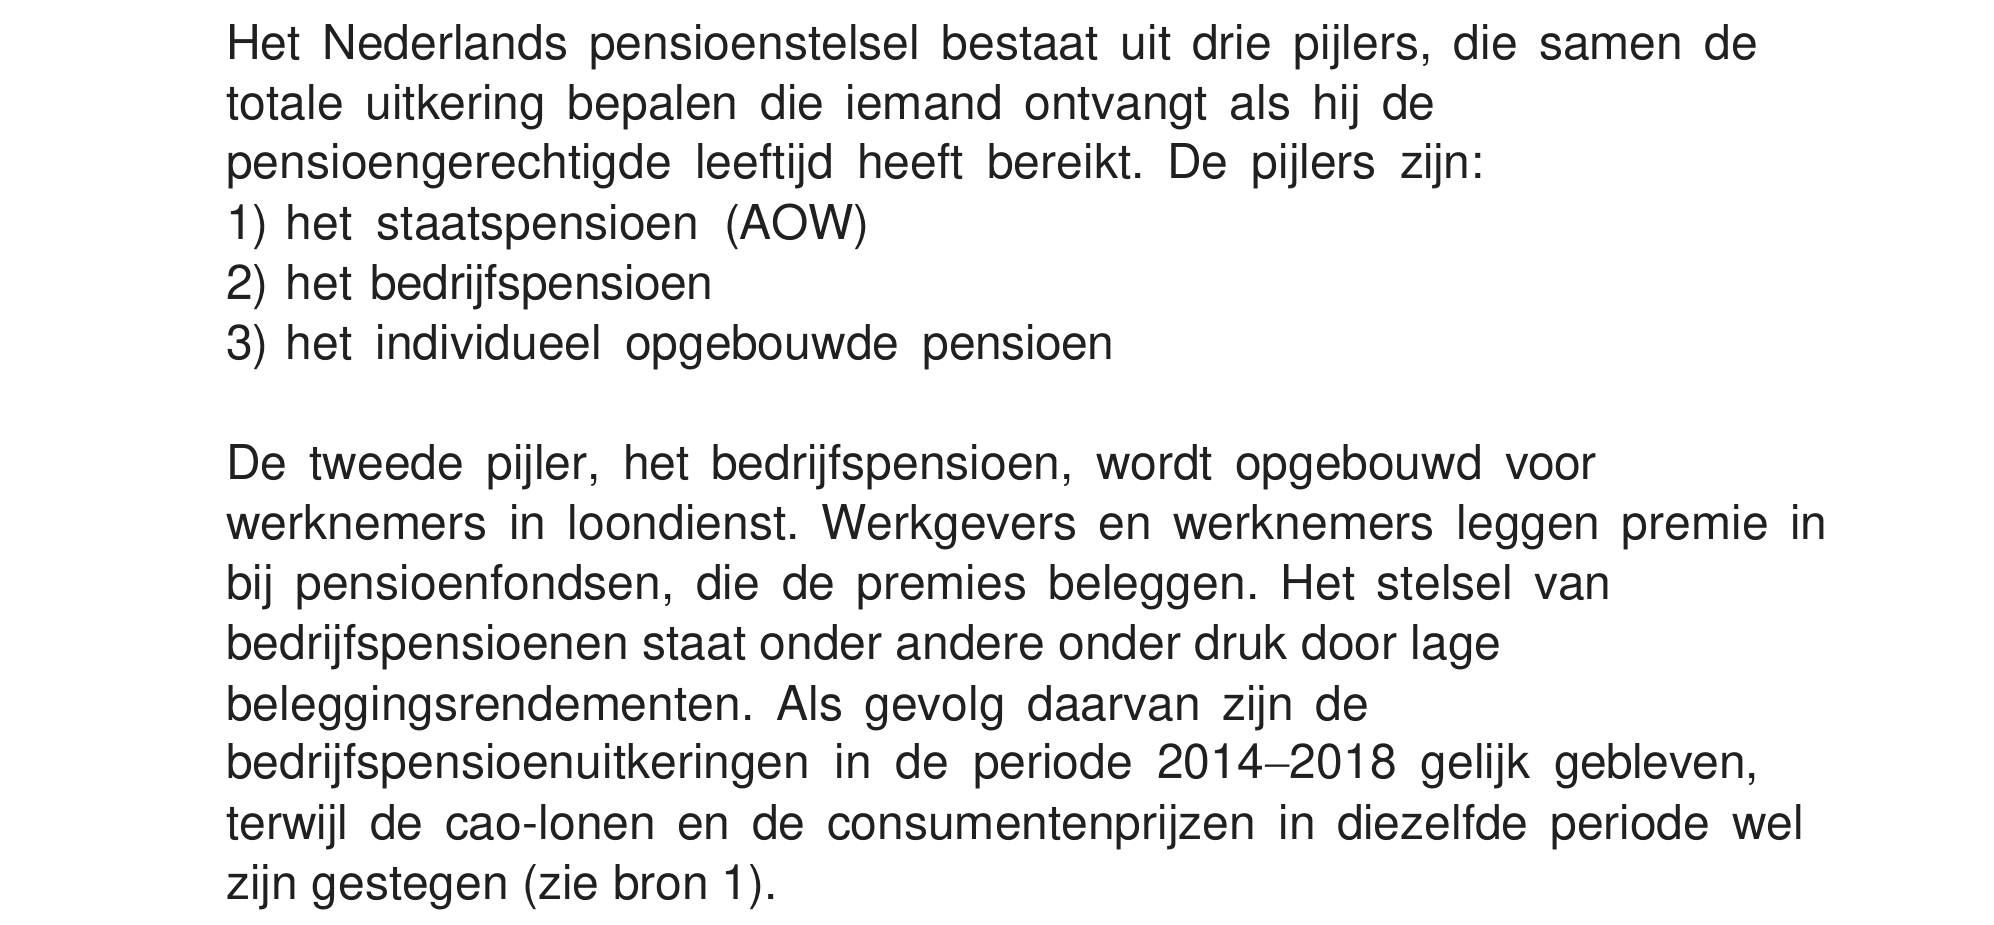 Het Nederlands pensioenstelsel bestaat uit drie pijlers, die samen de
totale uitkering bepalen die iemand ontvangt als hij de
pensioengerechtigde leeftijd heeft bereikt. De pijlers zijn:
1) het staatspensioen (AOW)
2) het bedrijfspensioen
3) het individueel opgebouwde pensioen
De tweede pijler, het bedrijfspensioen, wordt opgebouwd voor
werknemers in loondienst. Werkgevers en werknemers leggen premie in
bij pensioenfondsen, die de premies beleggen. Het stelsel van
bedrijfspensioenen staat onder andere onder druk door lage
beleggingsrendementen. Als gevolg daarvan zijn de
bedrijfspensioenuitkeringen in de periode 2014–2018 gelijk gebleven,
terwijl de cao-lonen en de consumentenprijzen in diezelfde periode wel
zijn gestegen (zie bron 1).